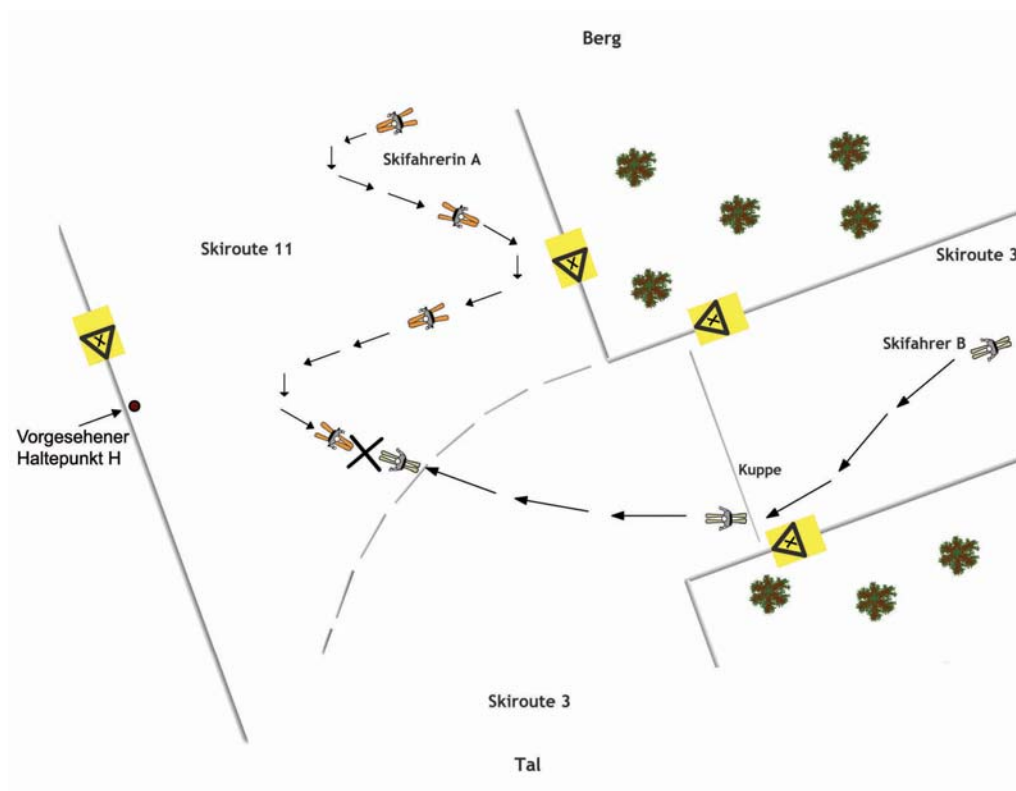 Berg
Skifahrerin A
Skiroute 11
Skiroute 3
Skifahrer B
Vorgesehener
Haltepunkt H
Kuppe
Skiroute 3
Tal